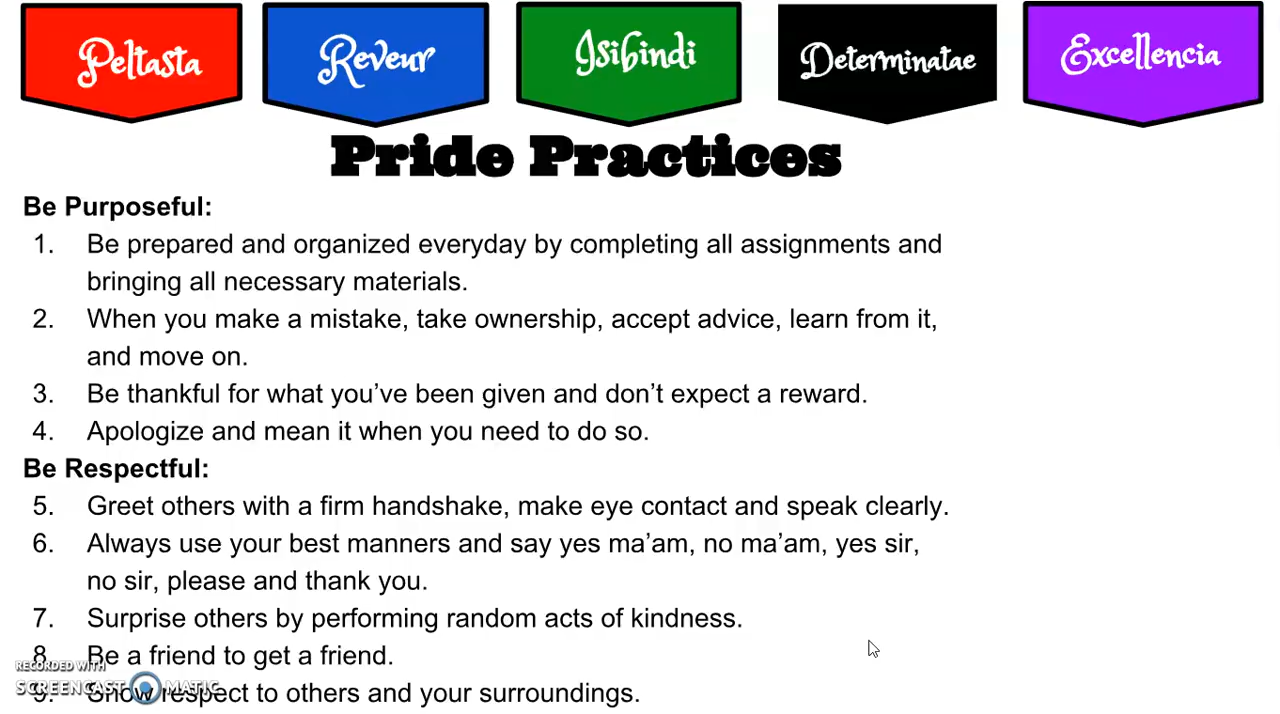 Peltasta Reveur Isibindi Determinatae Excellencia
Pride Practices
Be Purposeful:
1. Be prepared and organized everyday by completing all assignments and
bringing all necessary materials.
2. When you make a mistake, take ownership, accept advice, learn from it,
and move on.
3. Be thankful for what you’ve been given and don’t expect a reward.
4. Apologize and mean it when you need to do so.
Be Respectful:
5. Greet others with a firm handshake, make eye contact and speak clearly.
6. Always use your best manners and say yes ma’am, no ma’am, yes sir,
no sir, please and thank you.
7. Surprise others by performing random acts of kindness.
8. Be a friend to get a friend.
9. Show respect to others and your surroundings.
RECORDED WITH
SCREENCAST MATIC